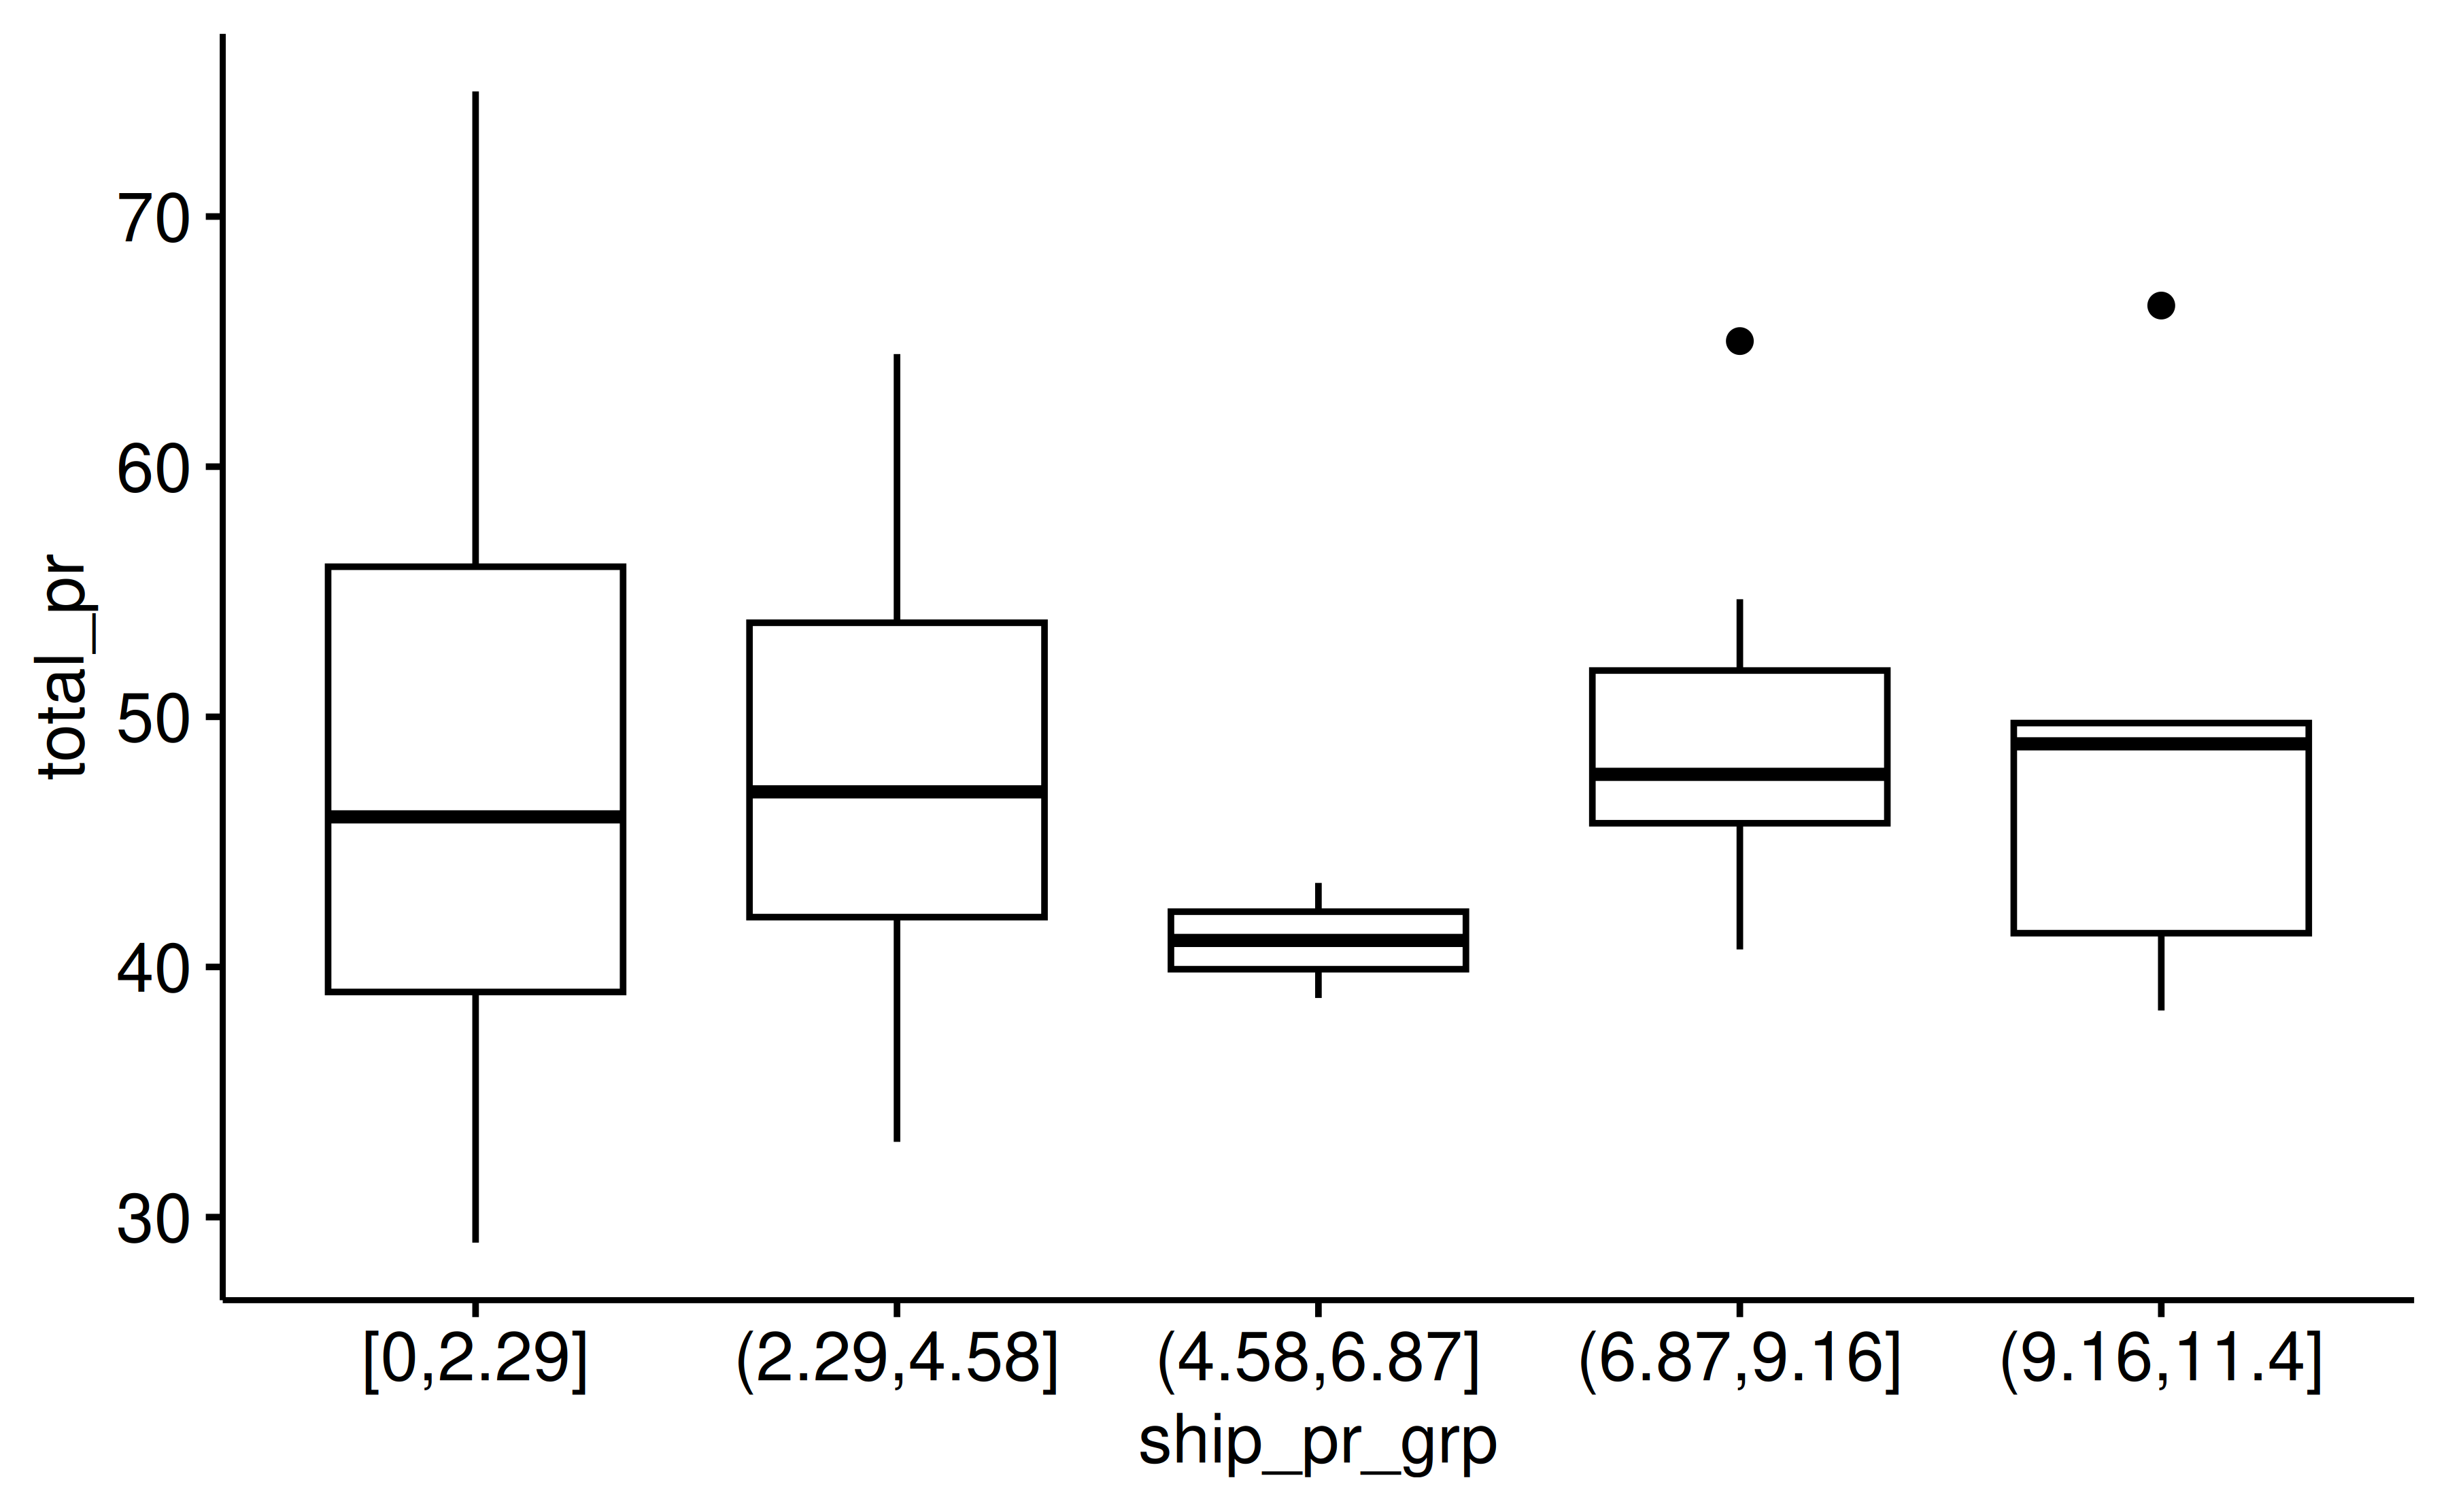 total_pr
70
60
50
40
30
[0,2.29] (2.29,4.58] (4.58,6.87] (6.87,9.16] (9.16,11.4]
ship_pr_grp